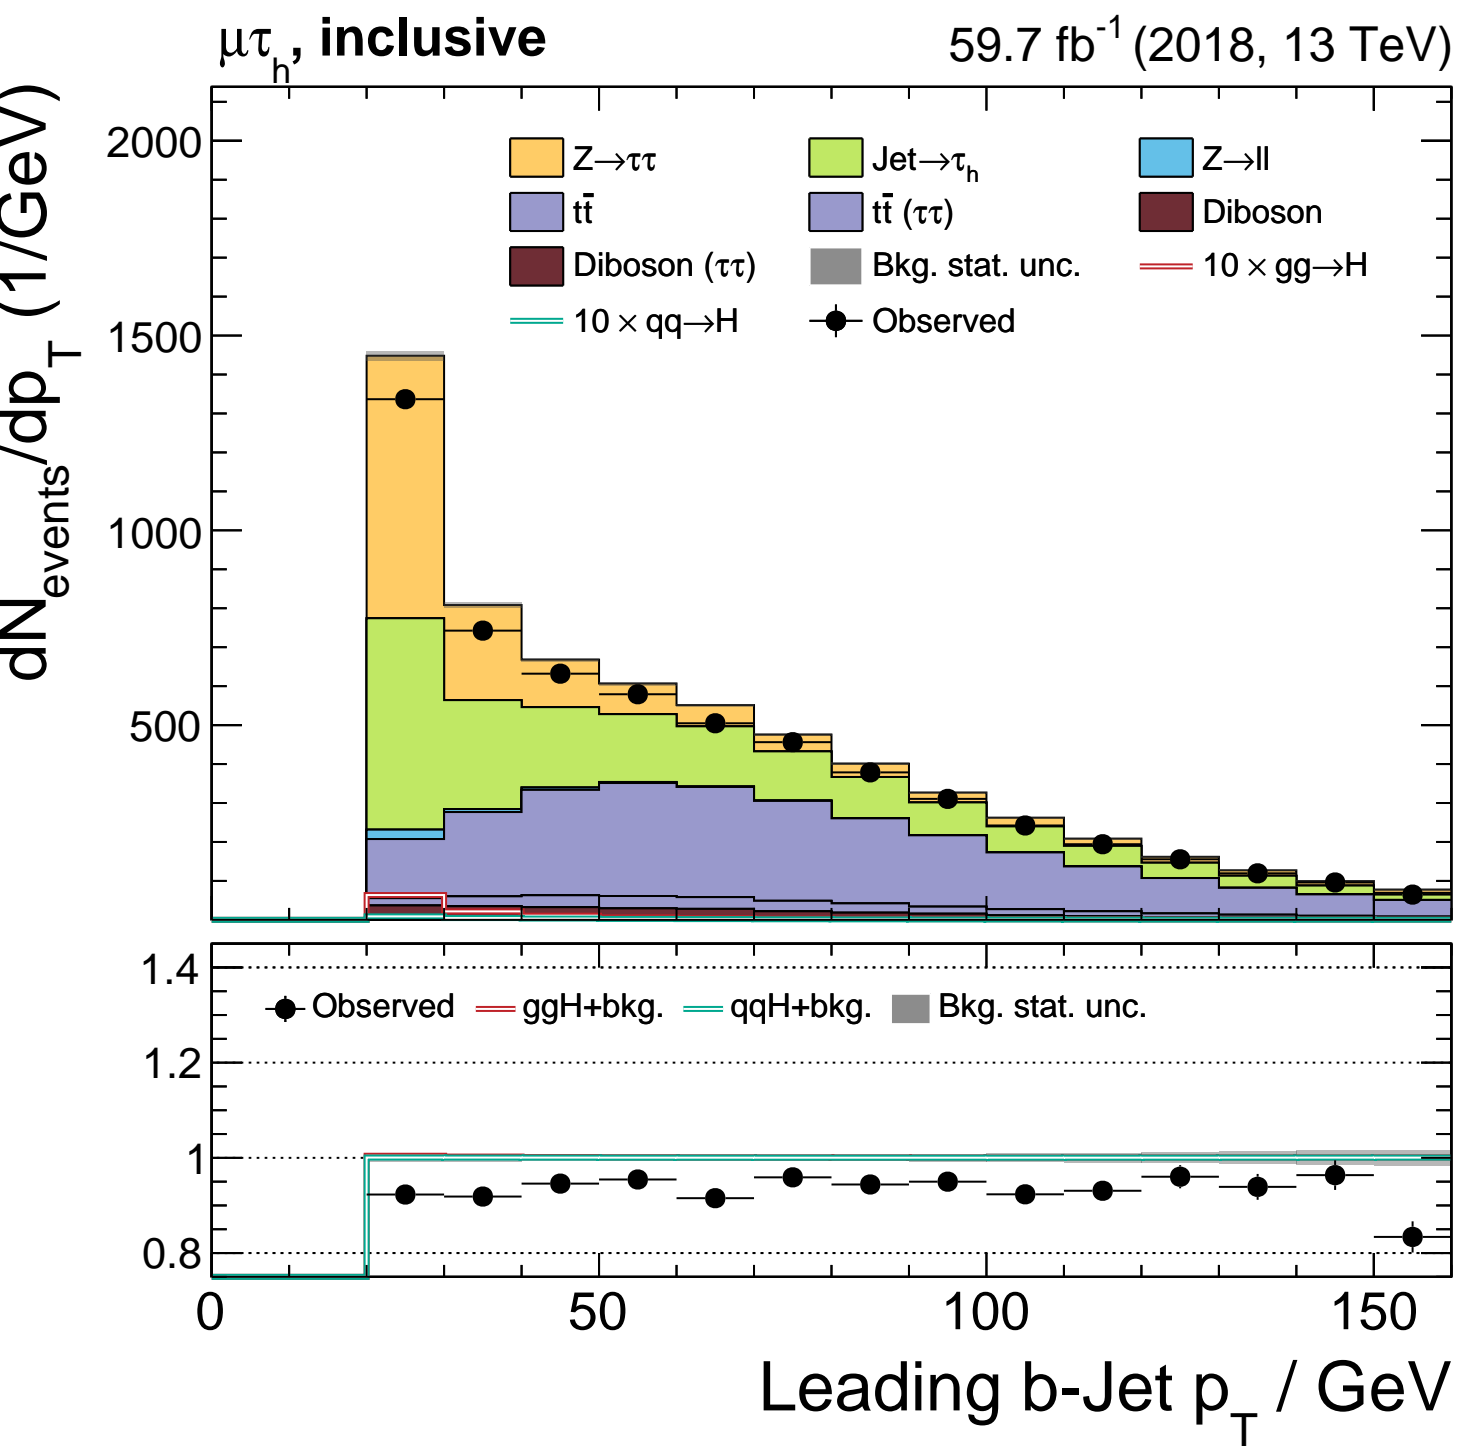 μτh, inclusive
59.7 fb-1 (2018, 13 TeV)
dNevents/dpT (1/GeV)
2000
1500
1000
500
Z→ττ
Jet→τh
Z→ll
tt̄
tt̄ (ττ)
Diboson
Diboson (ττ)
Bkg. stat. unc.
10 × gg→H
10 × qq→H
Observed
1.4
1.2
1
0.8
Observed
ggH+bkg.
qqH+bkg.
Bkg. stat. unc.
0
50
100
150
Leading b-Jet pT / GeV